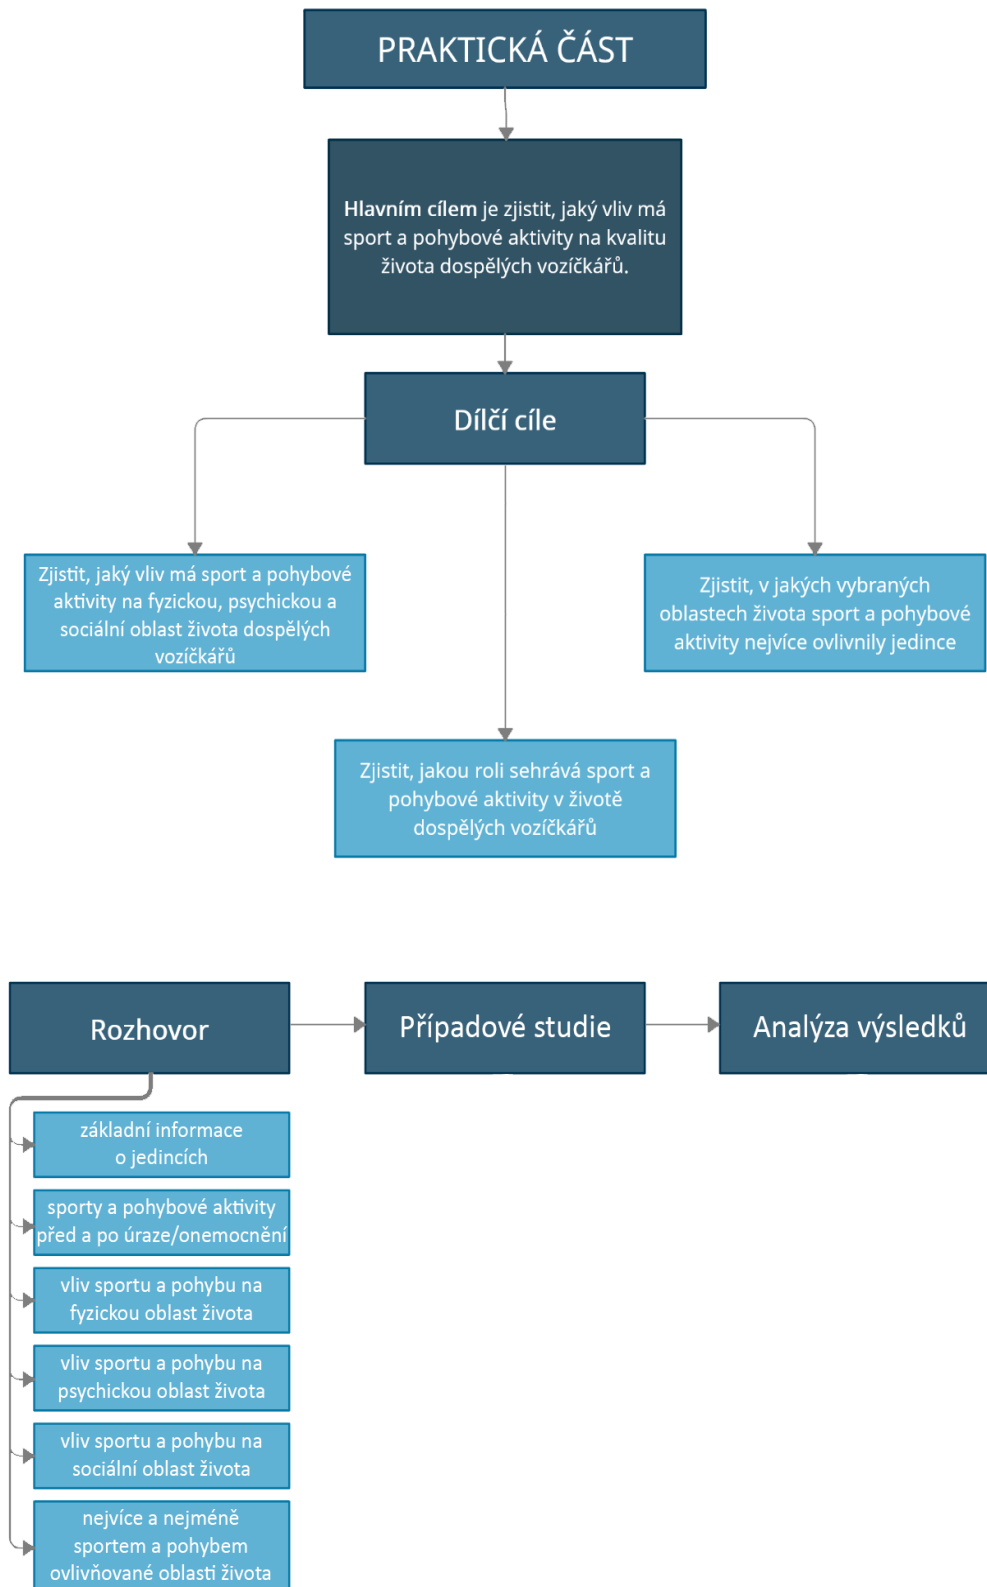 PRAKTICKÁ ČÁST
Hlavním cílem je zjistit, jaký vliv má
sport a pohybové aktivity na kvalitu
života dospělých vozíčkářů.
Dílčí cíle
Zjistit, jaký vliv má sport a pohybové
aktivity na fyzickou, psychickou a
sociální oblast života dospělých
vozíčkářů
Zjistit, v jakých vybraných
oblastech života sport a pohybové
aktivity nejvíce ovlivnily jedince
Zjistit, jakou roli sehrává sport a
pohybové aktivity v životě
dospělých vozíčkářů
Rozhovor
Případové studie
Analýza výsledků
základní informace
o jedincích
sporty a pohybové aktivity
před a po úraze/onemocnění
vliv sportu a pohybu na
fyzickou oblast života
vliv sportu a pohybu na
psychickou oblast života
vliv sportu a pohybu na
sociální oblast života
nejvíce a nejméně
sportem a pohybem
ovlivňované oblasti života